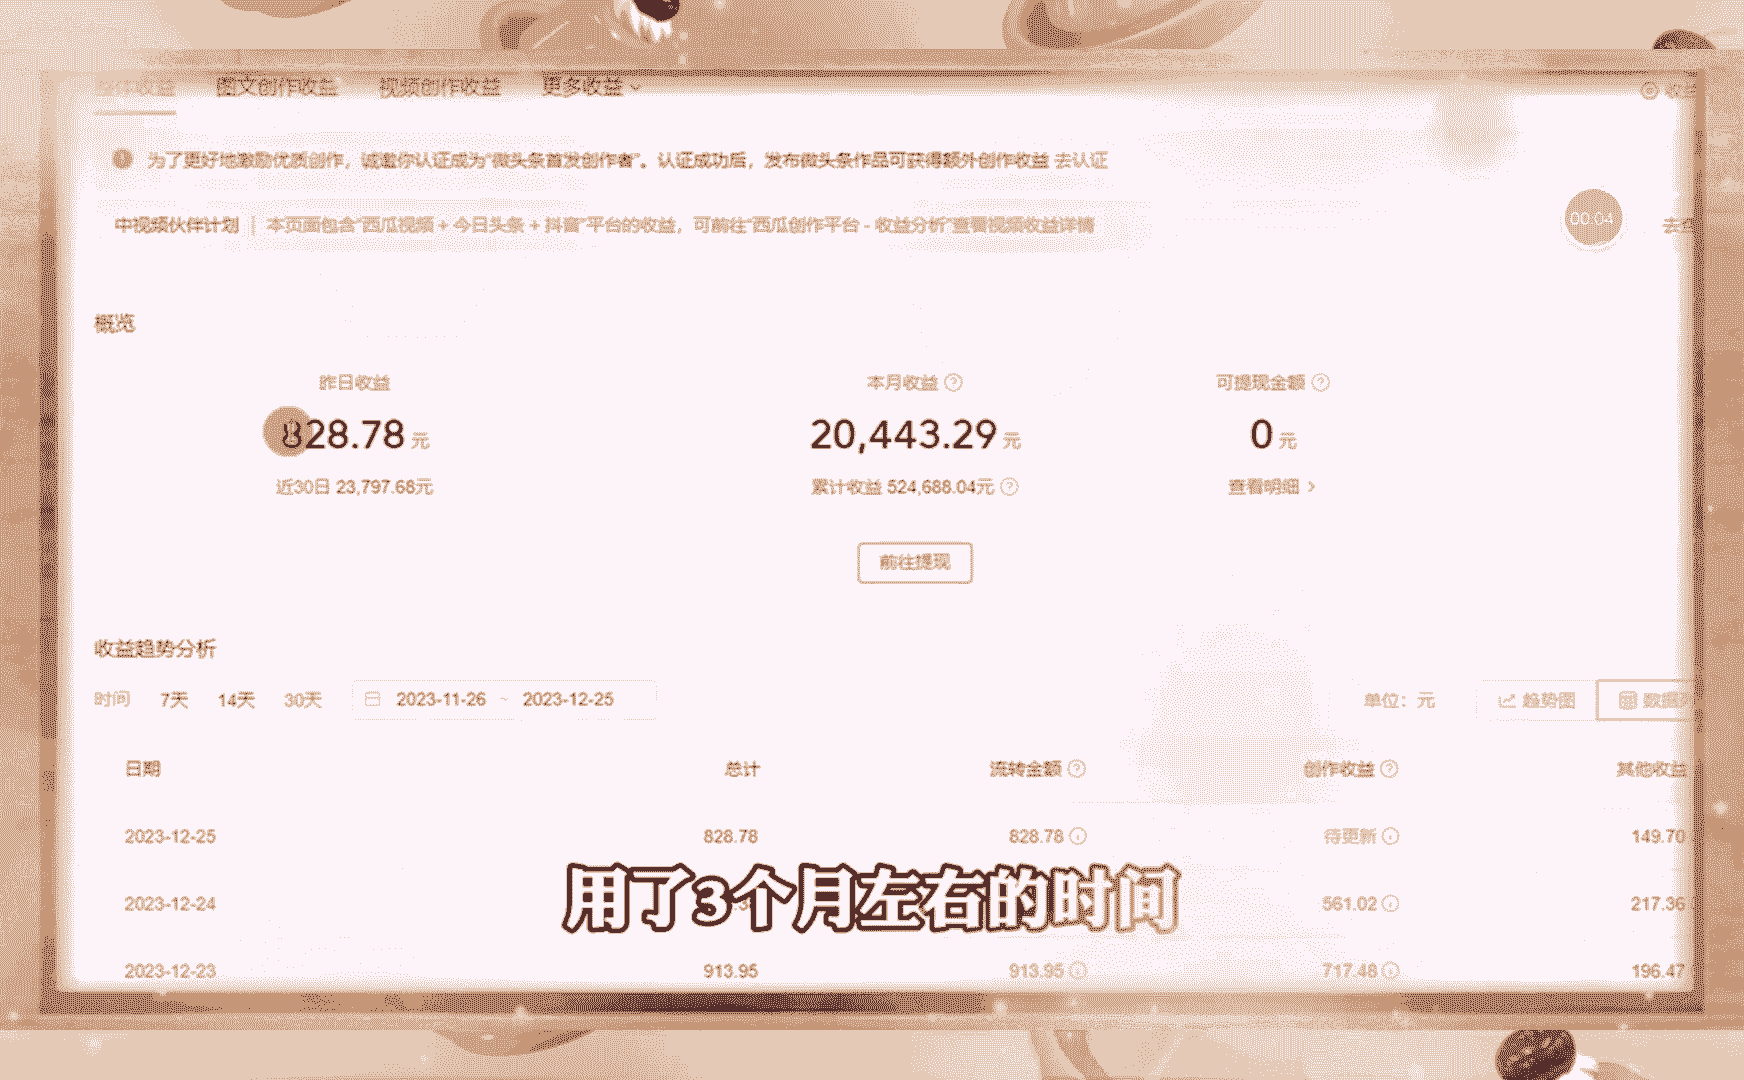 整体收益 图文创作收益 视频创作收益 更多收益
收益
为了更好地激励优质创作，诚邀你认证成为“微头条首发创作者”。认证成功后，发布微头条作品可获得额外创作收益 去认证
中视频伙伴计划 | 本页面包含“西瓜视频 + 今日头条 + 抖音”平台的收益，可前往“西瓜创作平台 - 收益分析”查看视频收益详情
00:04
概览
昨日收益 本月收益 可提现金额
828.78 元 20,443.29 元 0 元
近30日 23,797.68元 累计收益 524,688.04元 查看明细 >
前往提现
收益趋势分析
时间 7天 14天 30天 2023-11-26 ~ 2023-12-25 单位：元 趋势图 数据
日期 总计 流转金额 创作收益 其他收益
2023-12-25 828.78 828.78 待更新 149.70
2023-12-24 561.02 217.36
用了3个月左右的时间
2023-12-23 913.95 913.95 717.48 196.47